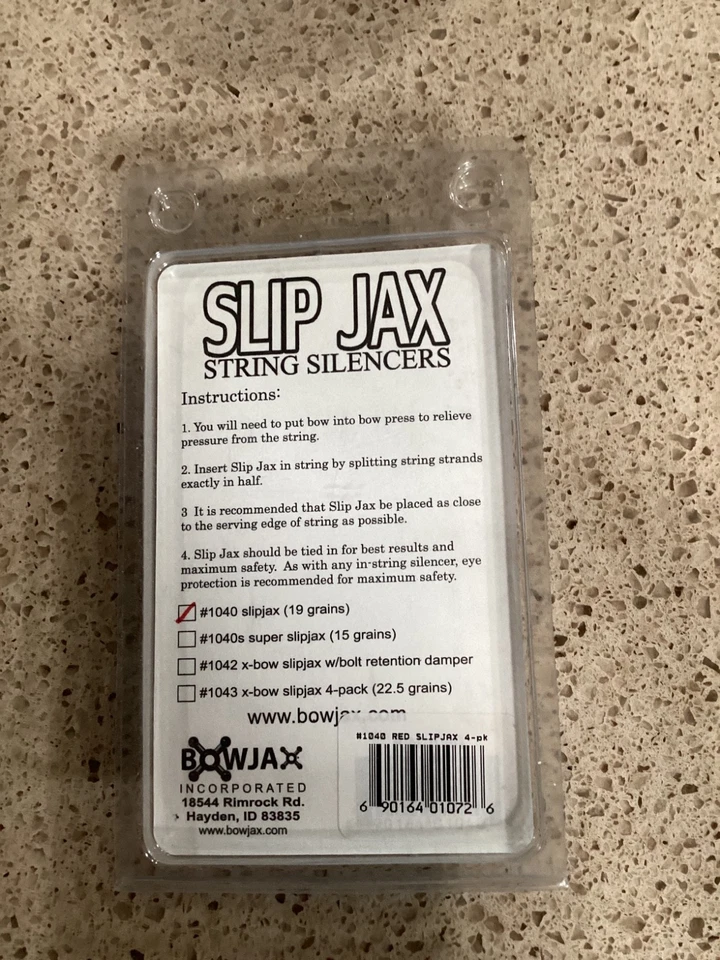 SLIP JAX
STRING SILENCERS
Instructions:
1. You will need to put bow into bow press to relieve
pressure from the string.
2. Insert Slip Jax in string by splitting string strands
exactly in half.
3 It is recommended that Slip Jax be placed as close
to the serving edge of string as possible.
4. Slip Jax should be tied in for best results and
maximum safety. As with any in-string silencer, eye
protection is recommended for maximum safety.
#1040 slipjax (19 grains)
#1040s super slipjax (15 grains)
#1042 x-bow slipjax w/bolt retention damper
#1043 x-bow slipjax 4-pack (22.5 grains)
www.bowjax.com
BOWJAX
INCORPORATED
18544 Rimrock Rd.
Hayden, ID 83835
www.bowjax.com
#1040 RED SLIPJAX 4-pk
6 90164 01072 6